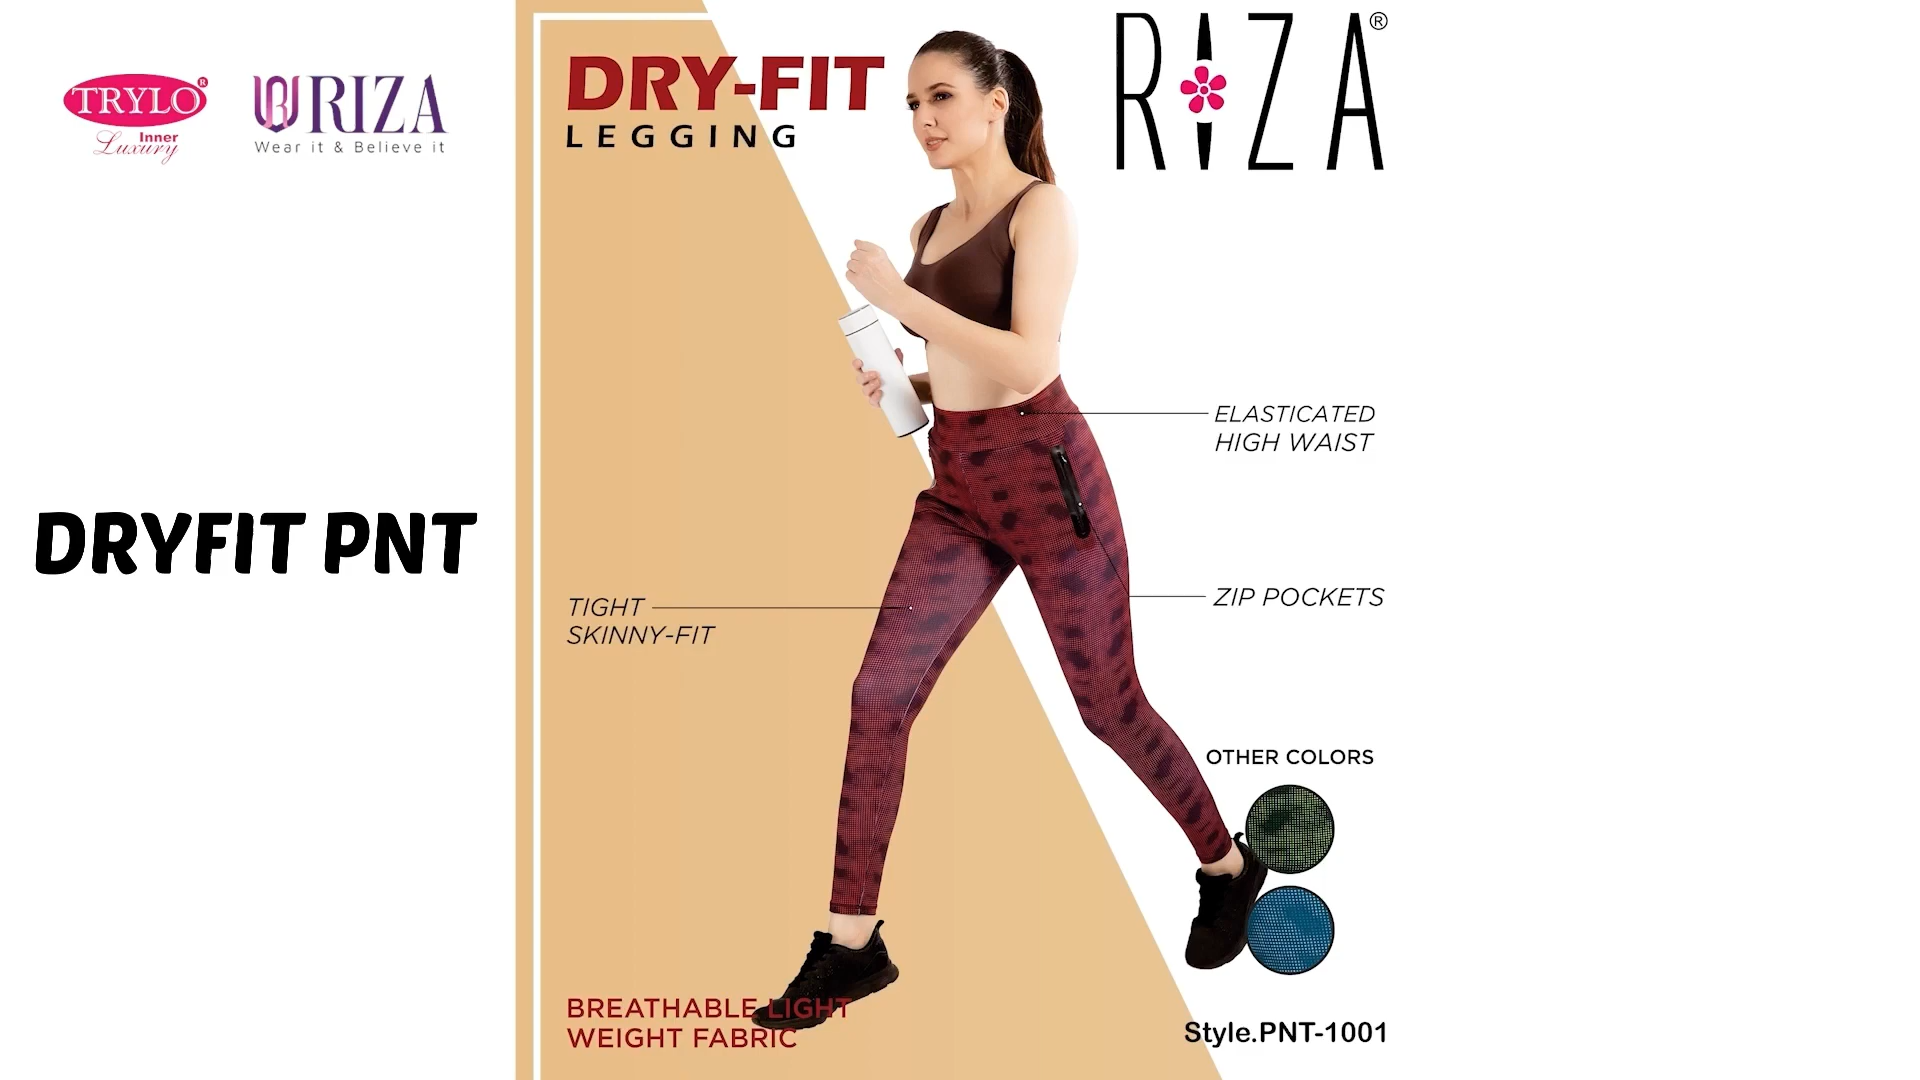 TRYLO®
Inner
Luxury
RIZA
Wear it & Believe it
DRYFIT PNT
DRY-FIT
LEGGING
RIZA®
ELASTICATED
HIGH WAIST
TIGHT
SKINNY-FIT
ZIP POCKETS
OTHER COLORS
BREATHABLE LIGHT
WEIGHT FABRIC
Style.PNT-1001